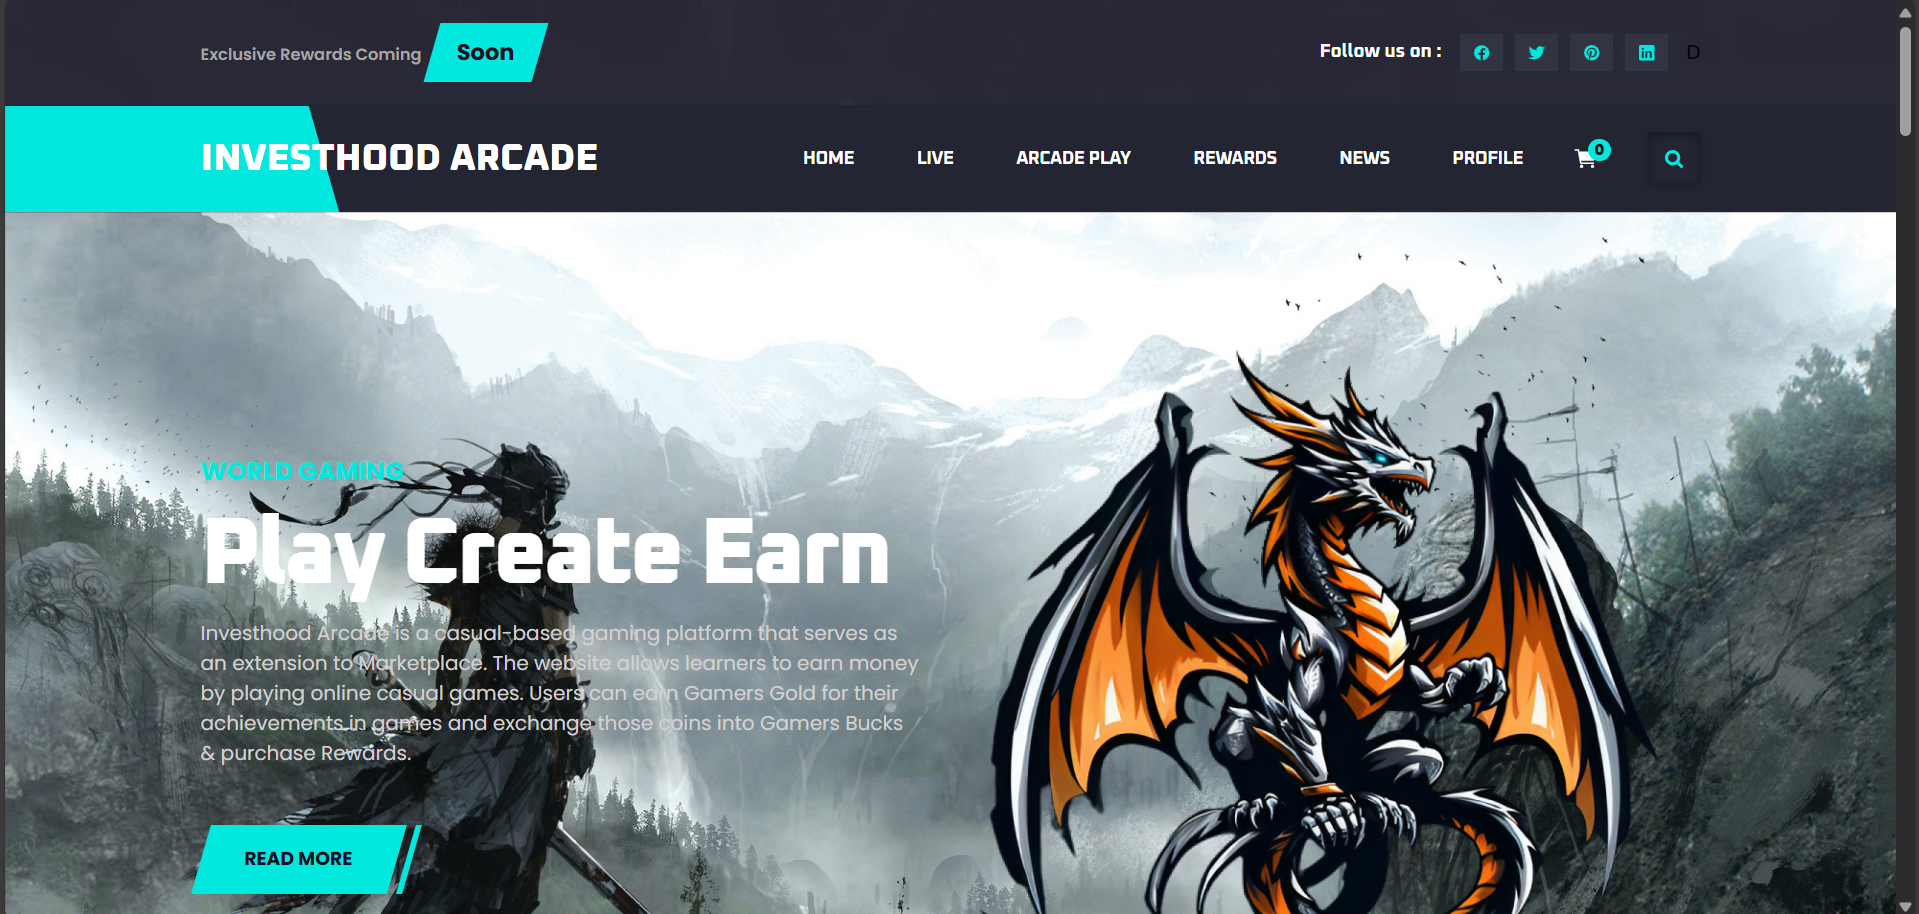 Exclusive Rewards Coming Soon
Follow us on : D
INVESTHOOD ARCADE
HOME LIVE ARCADE PLAY REWARDS NEWS PROFILE 0
WORLD GAMING
Play Create Earn
Investhood Arcade is a casual-based gaming platform that serves as
an extension to Marketplace. The website allows learners to earn money
by playing online casual games. Users can earn Gamers Gold for their
achievements in games and exchange those coins into Gamers Bucks
& purchase Rewards.
READ MORE